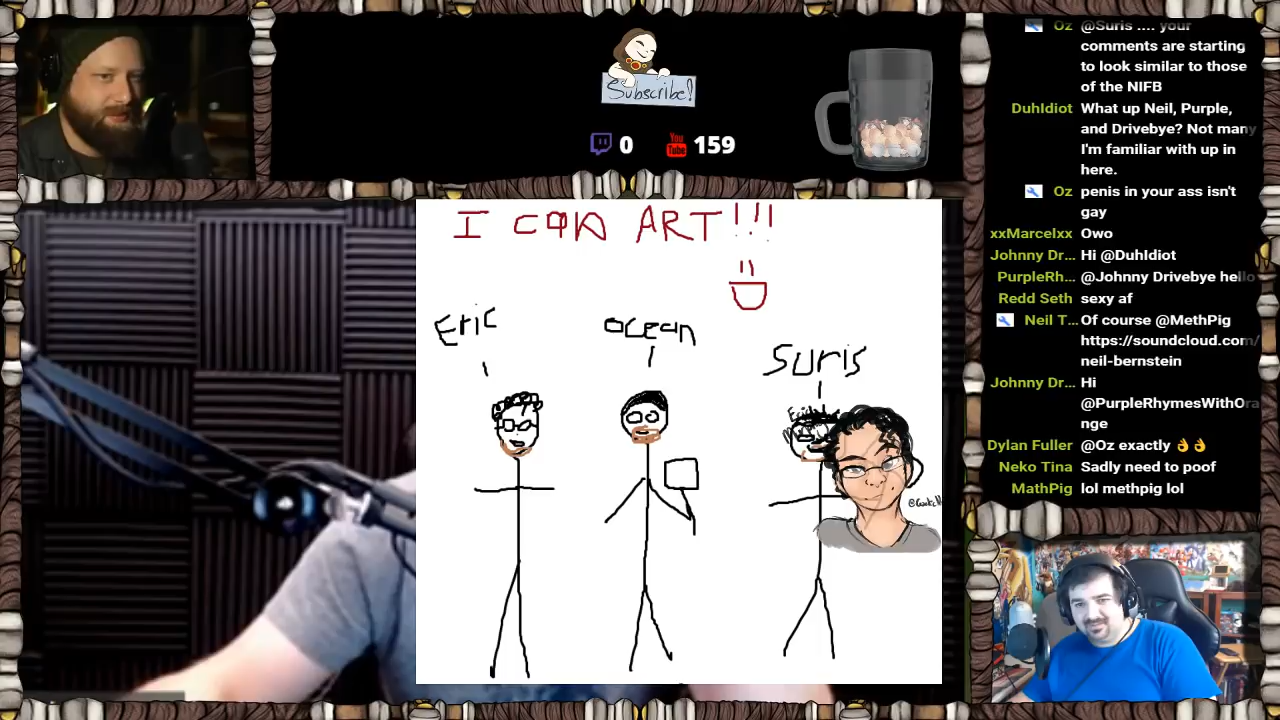 Subscribe!
0
You
Tube
159
I CAN ART!!!
Eric
Ocean
Suris
Oz @Suris .... your
comments are starting
to look similar to those
of the NIFB
DuhIdiot What up Neil, Purple,
and Drivebye? Not many
I'm familiar with up in
here.
Oz penis in your ass isn't
gay
xxMarcelxx Owo
Johnny Dr... Hi @DuhIdiot
PurpleRh... @Johnny Drivebye hello
Redd Seth sexy af
Neil T... Of course @MethPig
https://soundcloud.com/
neil-bernstein
Johnny Dr... Hi
@PurpleRhymesWithOra
nge
Dylan Fuller @Oz exactly 👌👌
Neko Tina Sadly need to poof
MathPig lol methpig lol